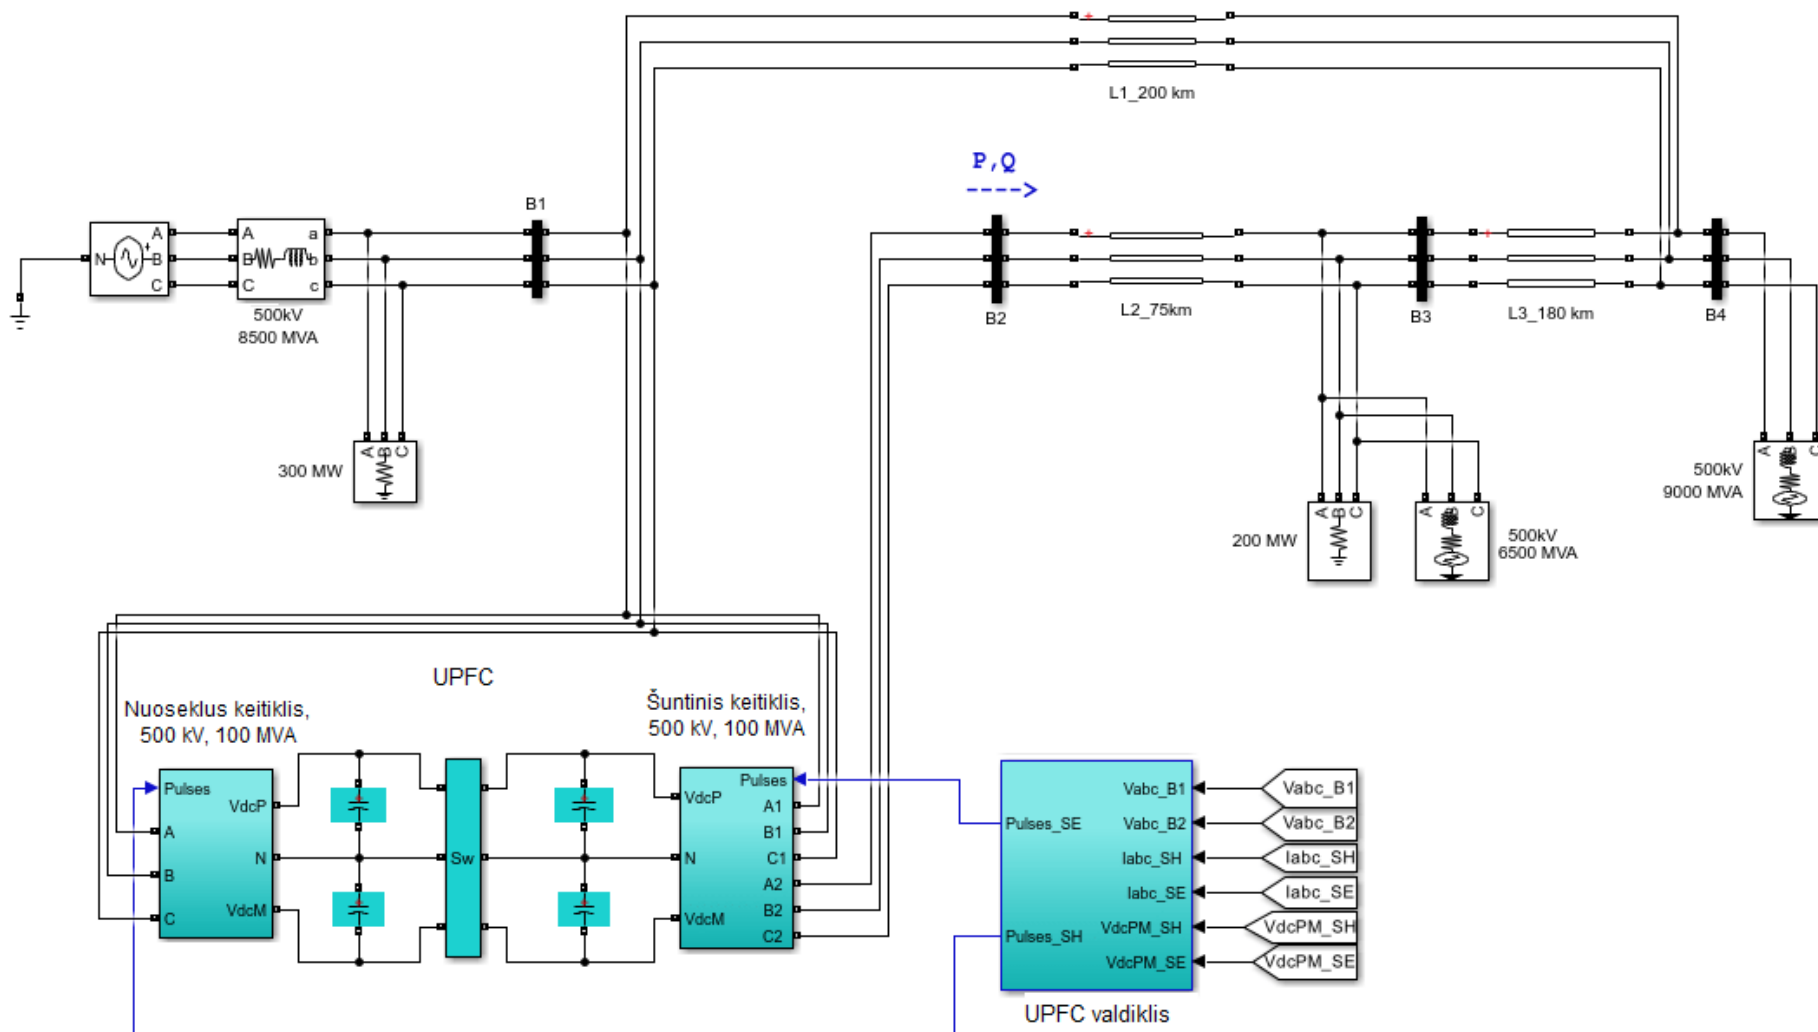 L1_200 km
P,Q
---->
B1
N
A
B
C
A
B
C
a
b
c
500kV
8500 MVA
B2
L2_75km
B3
L3_180 km
B4
A
B
C
300 MW
A
B
C
200 MW
A
B
C
500kV
6500 MVA
A
B
C
500kV
9000 MVA
UPFC
Nuoseklus keitiklis,
500 kV, 100 MVA
Šuntinis keitiklis,
500 kV, 100 MVA
Pulses
A
B
C
VdcP
N
VdcM
Sw
VdcP
N
VdcM
Pulses
A1
B1
C1
A2
B2
C2
Pulses_SE
Pulses_SH
Vabc_B1
Vabc_B2
Iabc_SH
Iabc_SE
VdcPM_SH
VdcPM_SE
Vabc_B1
Vabc_B2
Iabc_SH
Iabc_SE
VdcPM_SH
VdcPM_SE
UPFC valdiklis